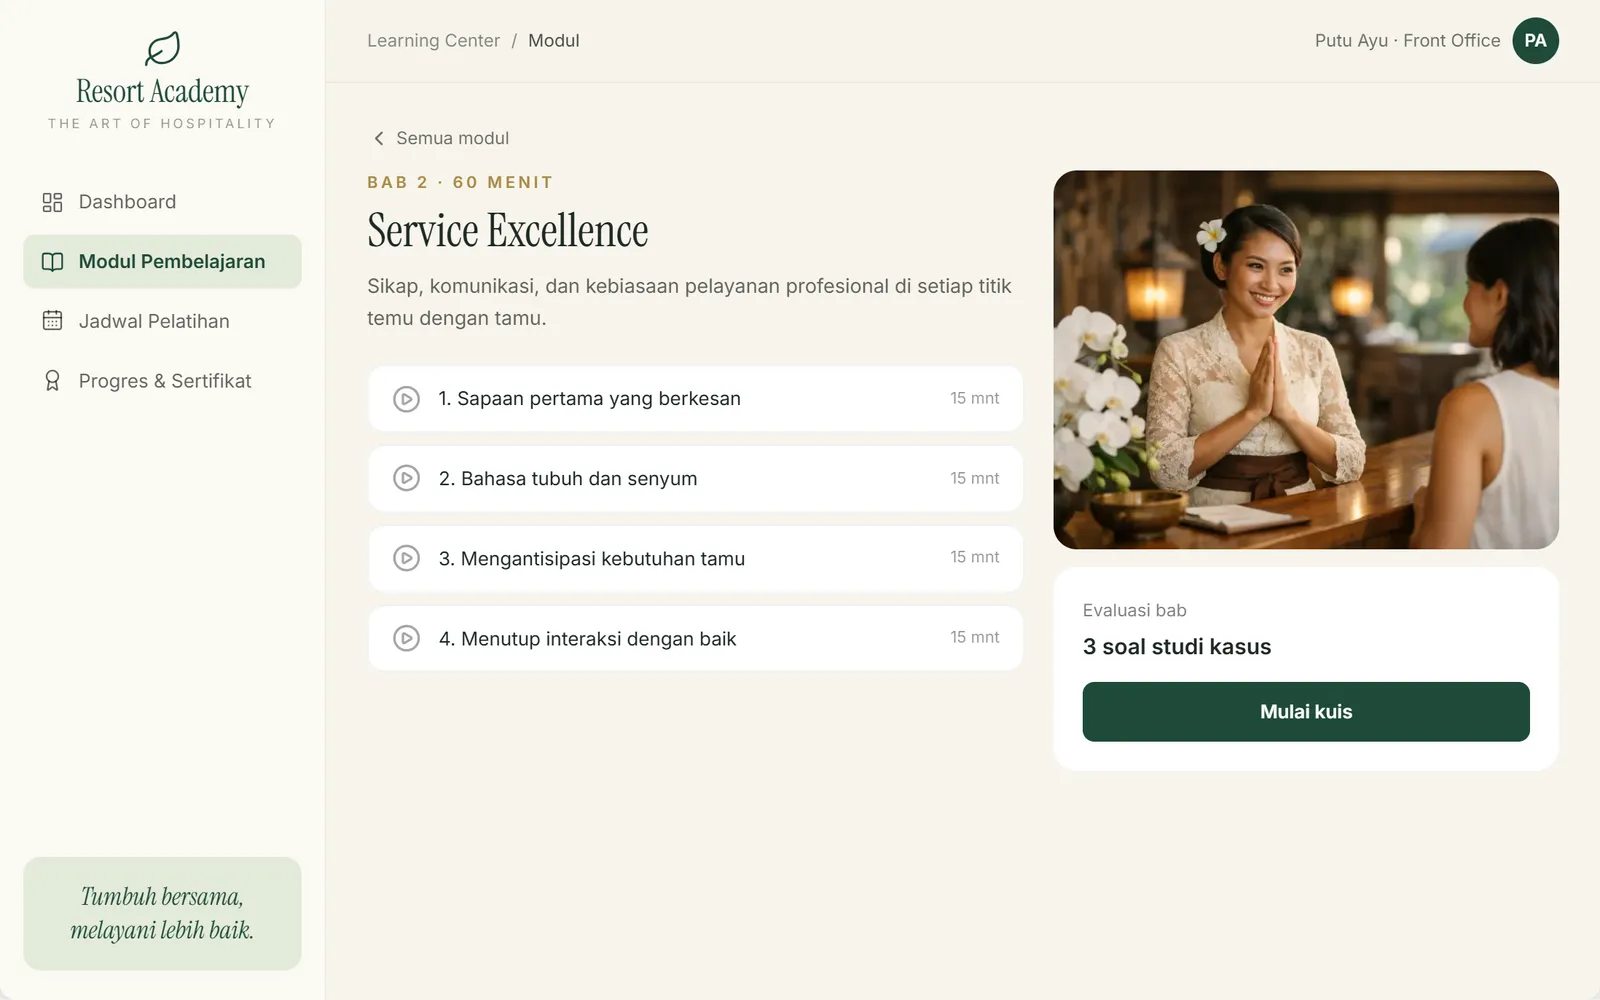 Resort Academy
THE ART OF HOSPITALITY
Dashboard
Modul Pembelajaran
Jadwal Pelatihan
Progres & Sertifikat
Tumbuh bersama,
melayani lebih baik.
Learning Center / Modul
Putu Ayu · Front Office PA
Semua modul
BAB 2 · 60 MENIT
Service Excellence
Sikap, komunikasi, dan kebiasaan pelayanan profesional di setiap titik
temu dengan tamu.
1. Sapaan pertama yang berkesan 15 mnt
2. Bahasa tubuh dan senyum 15 mnt
3. Mengantisipasi kebutuhan tamu 15 mnt
4. Menutup interaksi dengan baik 15 mnt
Evaluasi bab
3 soal studi kasus
Mulai kuis